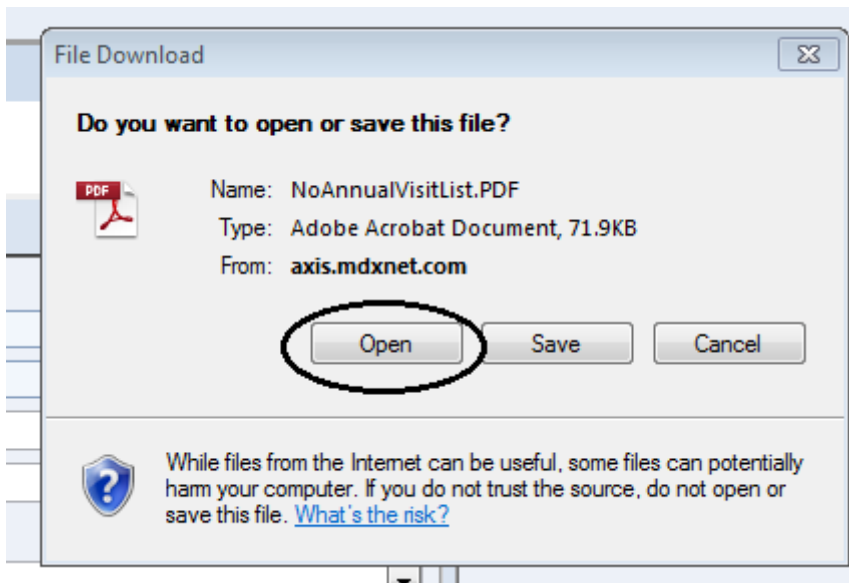 File Download
Do you want to open or save this file?
PDF
Name: NoAnnualVisitList.PDF
Type: Adobe Acrobat Document, 71.9KB
From: axis.mdxnet.com
Open Save Cancel
While files from the Internet can be useful, some files can potentially
harm your computer. If you do not trust the source, do not open or
save this file. What's the risk?